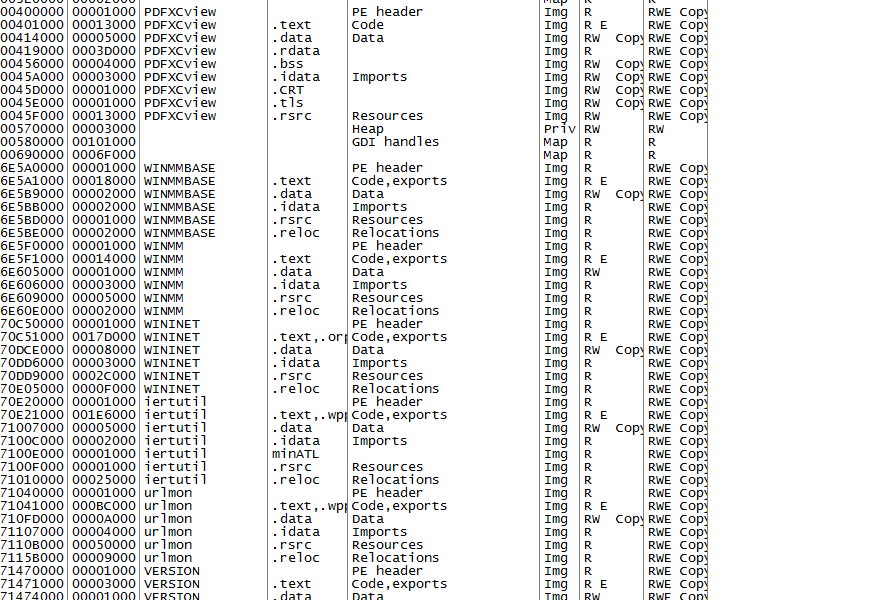 00400000 00001000 PDFXCview PE header Img R RWE Copy
00401000 00013000 PDFXCview .text Code Img R E RWE Copy
00414000 00005000 PDFXCview .data Data Img RW Copy RWE Copy
00419000 0003D000 PDFXCview .rdata Img R RWE Copy
00456000 00004000 PDFXCview .bss Img RW Copy RWE Copy
0045A000 00003000 PDFXCview .idata Imports Img RW Copy RWE Copy
0045D000 00001000 PDFXCview .CRT Img RW Copy RWE Copy
0045E000 00001000 PDFXCview .tls Img RW Copy RWE Copy
0045F000 00013000 PDFXCview .rsrc Resources Img RW RWE Copy
00570000 00003000 Heap Priv RW RW
00580000 00101000 GDI handles Map R R
00690000 0006F000 Map R R
6E5A0000 00001000 WINMMBASE PE header Img R RWE Copy
6E5A1000 00018000 WINMMBASE .text Code,exports Img R E RWE Copy
6E5B9000 00002000 WINMMBASE .data Data Img RW Copy RWE Copy
6E5BB000 00002000 WINMMBASE .idata Imports Img R RWE Copy
6E5BD000 00001000 WINMMBASE .rsrc Resources Img R RWE Copy
6E5BE000 00002000 WINMMBASE .reloc Relocations Img R RWE Copy
6E5F0000 00001000 WINMM PE header Img R RWE Copy
6E5F1000 00014000 WINMM .text Code,exports Img R E RWE Copy
6E605000 00001000 WINMM .data Data Img RW RWE Copy
6E606000 00003000 WINMM .idata Imports Img R RWE Copy
6E609000 00005000 WINMM .rsrc Resources Img R RWE Copy
6E60E000 00002000 WINMM .reloc Relocations Img R RWE Copy
70C50000 00001000 WININET PE header Img R RWE Copy
70C51000 0017D000 WININET .text,.orp Code,exports Img R E RWE Copy
70DCE000 00008000 WININET .data Data Img RW Copy RWE Copy
70DD6000 00003000 WININET .idata Imports Img R RWE Copy
70DD9000 0002C000 WININET .rsrc Resources Img R RWE Copy
70E05000 0000F000 WININET .reloc Relocations Img R RWE Copy
70E20000 00001000 iertutil PE header Img R RWE Copy
70E21000 001E6000 iertutil .text,.wpp Code,exports Img R E RWE Copy
71007000 00005000 iertutil .data Data Img RW Copy RWE Copy
7100C000 00002000 iertutil .idata Imports Img R RWE Copy
7100E000 00001000 iertutil minATL Img R RWE Copy
7100F000 00001000 iertutil .rsrc Resources Img R RWE Copy
71010000 00025000 iertutil .reloc Relocations Img R RWE Copy
71040000 00001000 urlmon PE header Img R RWE Copy
71041000 000BC000 urlmon .text,.wpp Code,exports Img R E RWE Copy
710FD000 0000A000 urlmon .data Data Img RW Copy RWE Copy
71107000 00004000 urlmon .idata Imports Img R RWE Copy
7110B000 00050000 urlmon .rsrc Resources Img R RWE Copy
7115B000 00009000 urlmon .reloc Relocations Img R RWE Copy
71470000 00001000 VERSION PE header Img R RWE Copy
71471000 00003000 VERSION .text Code,exports Img R E RWE Copy
71474000 00001000 VERSION .data Data Img RW RWE Copy